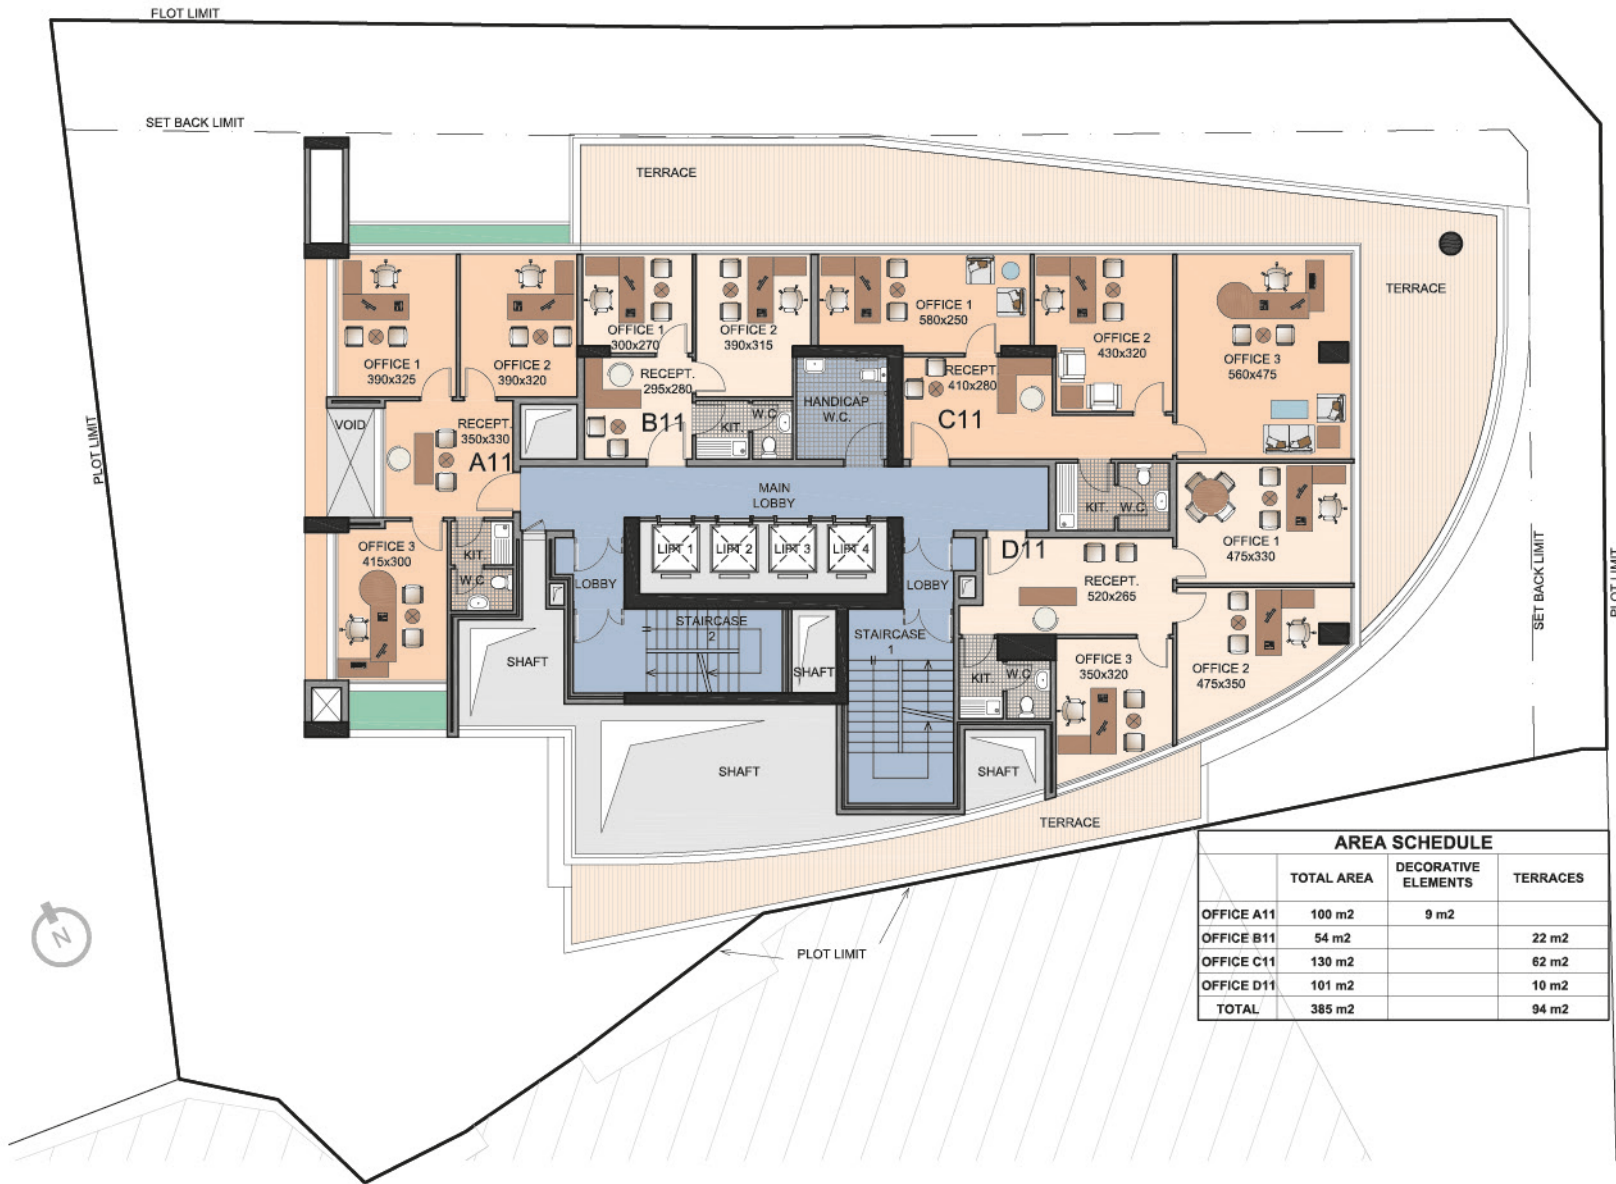 FLOT LIMIT
SET BACK LIMIT
TERRACE
TERRACE
OFFICE 1
390x325
OFFICE 2
390x320
OFFICE 1
300x270
OFFICE 2
390x315
OFFICE 1
580x250
OFFICE 2
430x320
OFFICE 3
560x475
RECEPT.
295x280
RECEPT.
410x280
HANDICAP
W.C.
VOID
RECEPT.
350x330
A11
B11
KIT.
W.C
C11
PLOT LIMIT
MAIN
LOBBY
KIT.
W.C
OFFICE 1
475x330
OFFICE 3
415x300
KIT.
W.C
LIFT 1
LIFT 2
LIFT 3
LIFT 4
D11
LOBBY
LOBBY
RECEPT.
520x265
SET BACK LIMIT
PLOT LIMIT
STAIRCASE
2
STAIRCASE
1
SHAFT
SHAFT
KIT.
W.C
OFFICE 3
350x320
OFFICE 2
475x350
SHAFT
SHAFT
TERRACE
PLOT LIMIT
N
AREA SCHEDULE
TOTAL AREA DECORATIVE ELEMENTS TERRACES
OFFICE A11 100 m2 9 m2
OFFICE B11 54 m2 22 m2
OFFICE C11 130 m2 62 m2
OFFICE D11 101 m2 10 m2
TOTAL 385 m2 94 m2